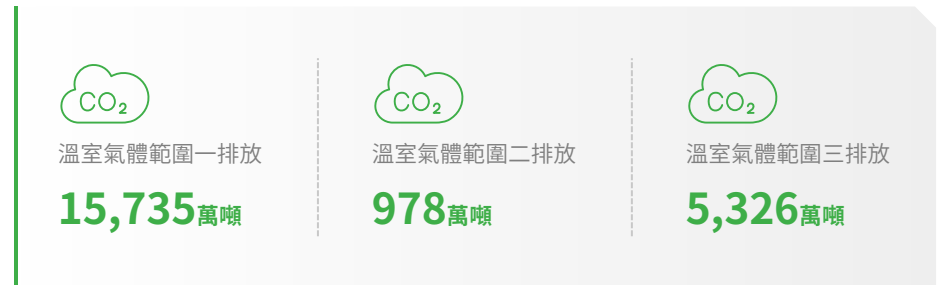 CO₂
溫室氣體範圍一排放
15,735萬噸
CO₂
溫室氣體範圍二排放
978萬噸
CO₂
溫室氣體範圍三排放
5,326萬噸